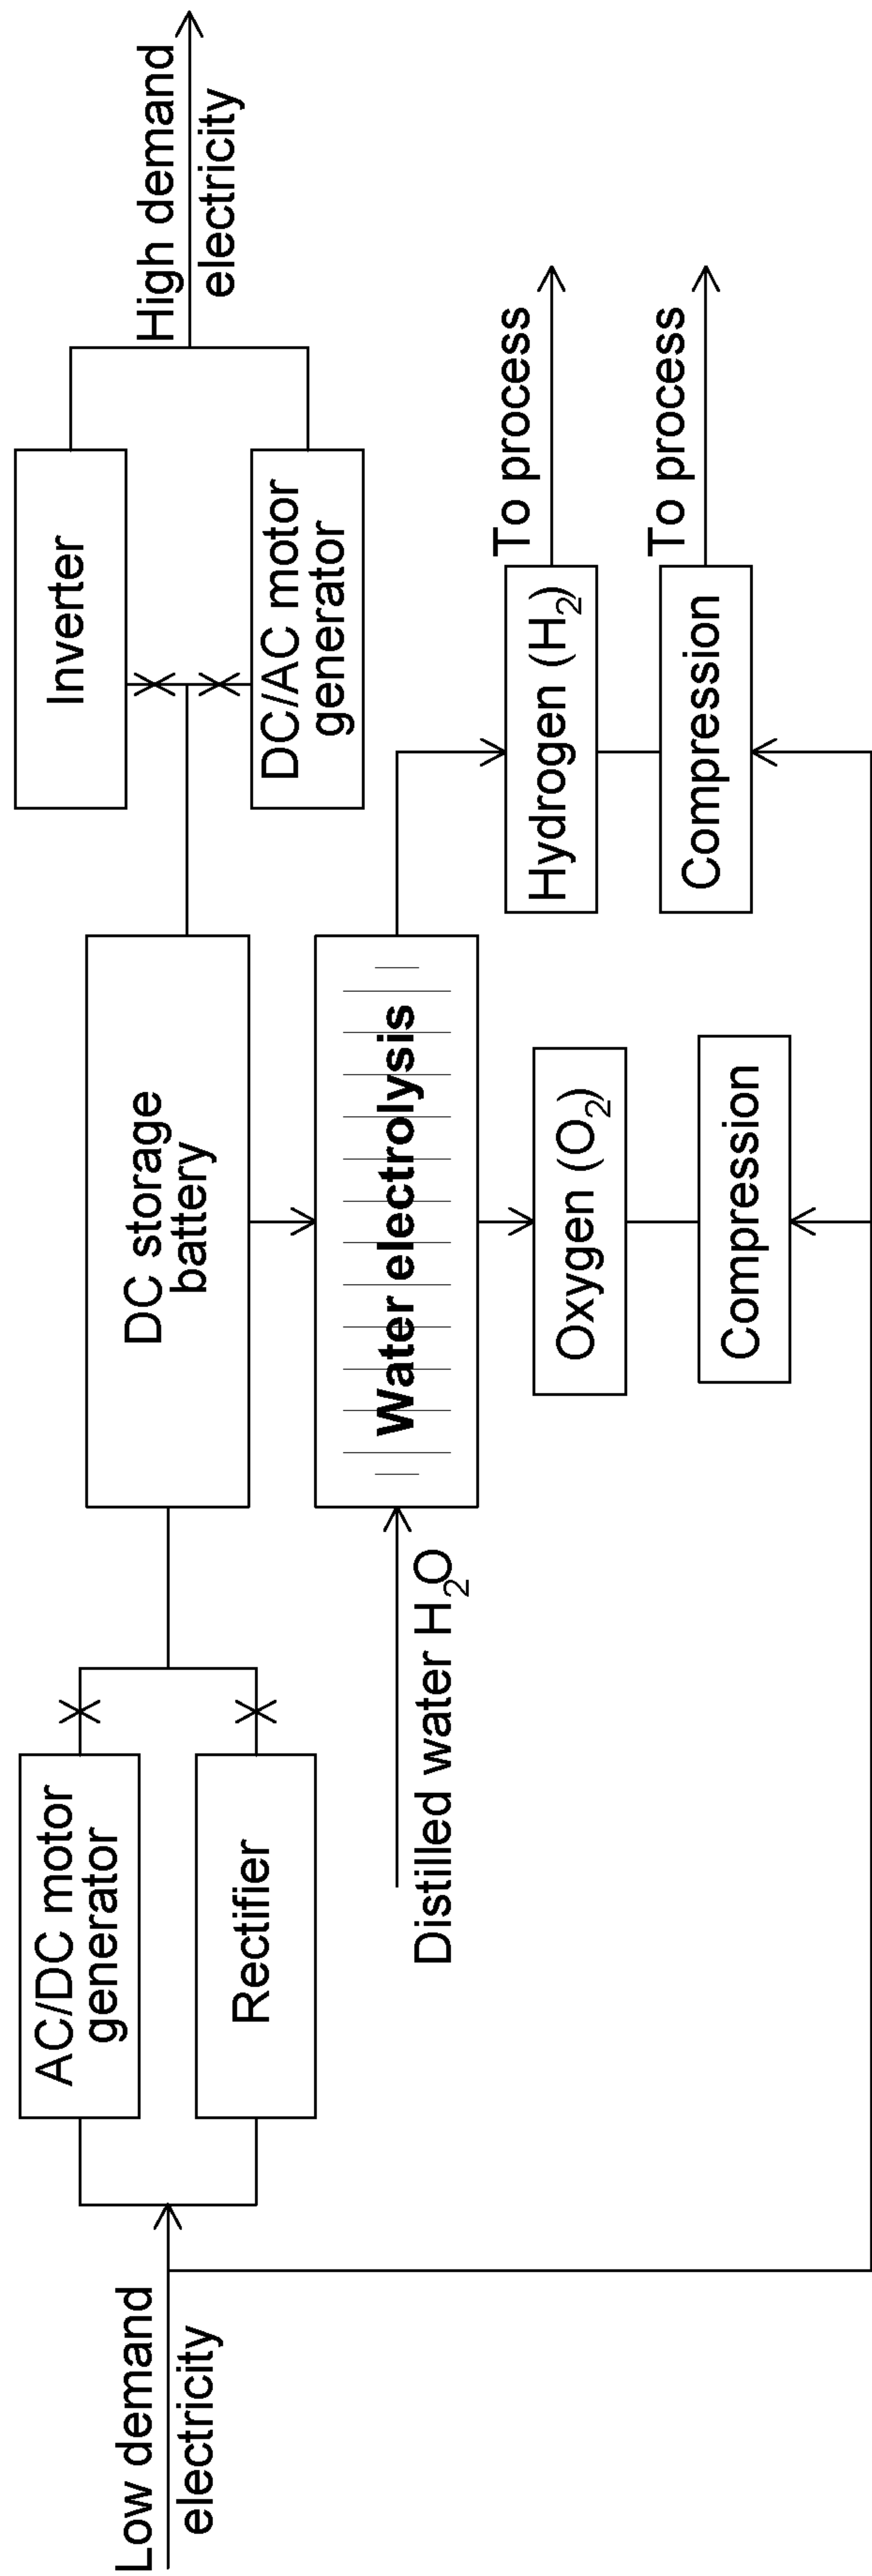 Low demand
electricity
AC/DC motor
generator
Rectifier
DC storage
battery
Inverter
DC/AC motor
generator
High demand
electricity
Distilled water H₂O
Water electrolysis
Oxygen (O₂)
Compression
Hydrogen (H₂)
Compression
To process
To process